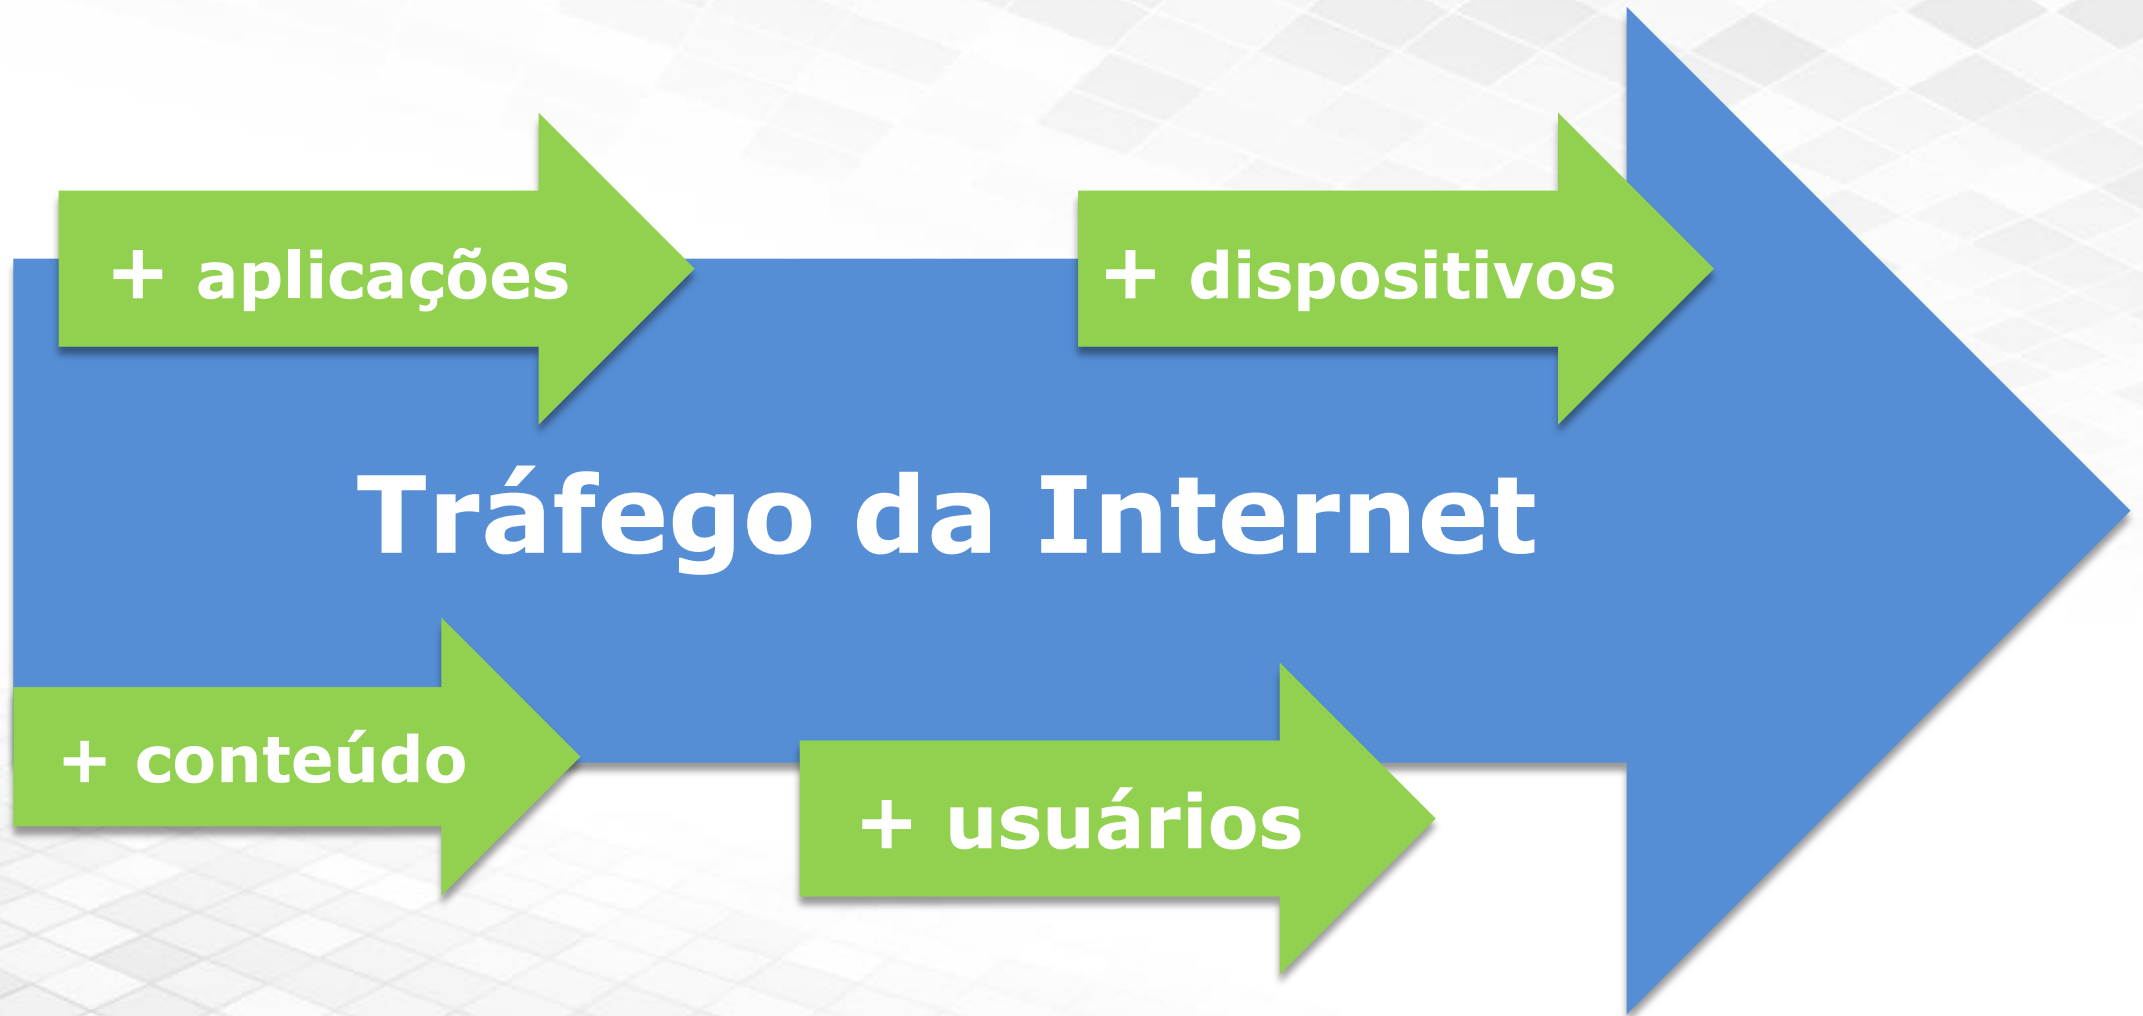 + aplicações
+ dispositivos
Tráfego da Internet
+ conteúdo
+ usuários